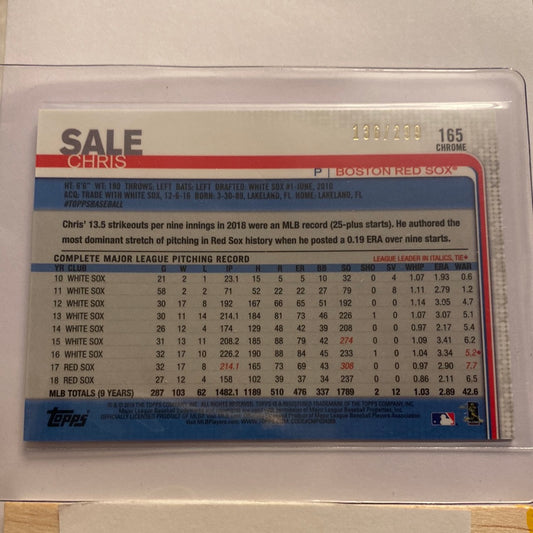 SALE
CHRIS
136/299
165
CHROME
P | BOSTON RED SOX®
HT: 6'6" WT: 180 THROWS: LEFT BATS: LEFT DRAFTED: WHITE SOX #1-JUNE, 2010
ACQ: TRADE WITH WHITE SOX, 12-6-16 BORN: 3-30-89, LAKELAND, FL HOME: LAKELAND, FL
#TOPPSBASEBALL
Chris' 13.5 strikeouts per nine innings in 2018 were an MLB record (25-plus starts). He authored the
most dominant stretch of pitching in Red Sox history when he posted a 0.19 ERA over nine starts.
COMPLETE MAJOR LEAGUE PITCHING RECORD LEAGUE LEADER IN ITALICS, TIE*
YR CLUB G W L IP H R ER BB SO SHO SV WHIP ERA WAR
10 WHITE SOX 21 2 1 23.1 15 5 5 10 32 0 4 1.07 1.93 0.6
11 WHITE SOX 58 2 2 71 52 22 22 27 79 0 8 1.11 2.79 1.2
12 WHITE SOX 30 17 8 192 167 66 65 51 192 0 0 1.14 3.05 4.7
13 WHITE SOX 30 11 14 214.1 184 81 73 46 226 1 0 1.07 3.07 5.4
14 WHITE SOX 26 12 4 174 129 48 42 39 208 0 0 0.97 2.17 5.4
15 WHITE SOX 31 13 11 208.2 185 88 79 42 274 1 0 1.09 3.41 6.2
16 WHITE SOX 32 17 10 226.2 190 88 84 45 233 1 0 1.04 3.34 5.2*
17 RED SOX 32 17 8 214.1 165 73 69 43 308 0 0 0.97 2.90 7.7
18 RED SOX 27 12 4 158 102 39 37 34 237 0 0 0.86 2.11 6.5
MLB TOTALS (9 YEARS) 287 103 62 1482.1 1189 510 476 337 1789 2 12 1.03 2.89 42.6
Topps